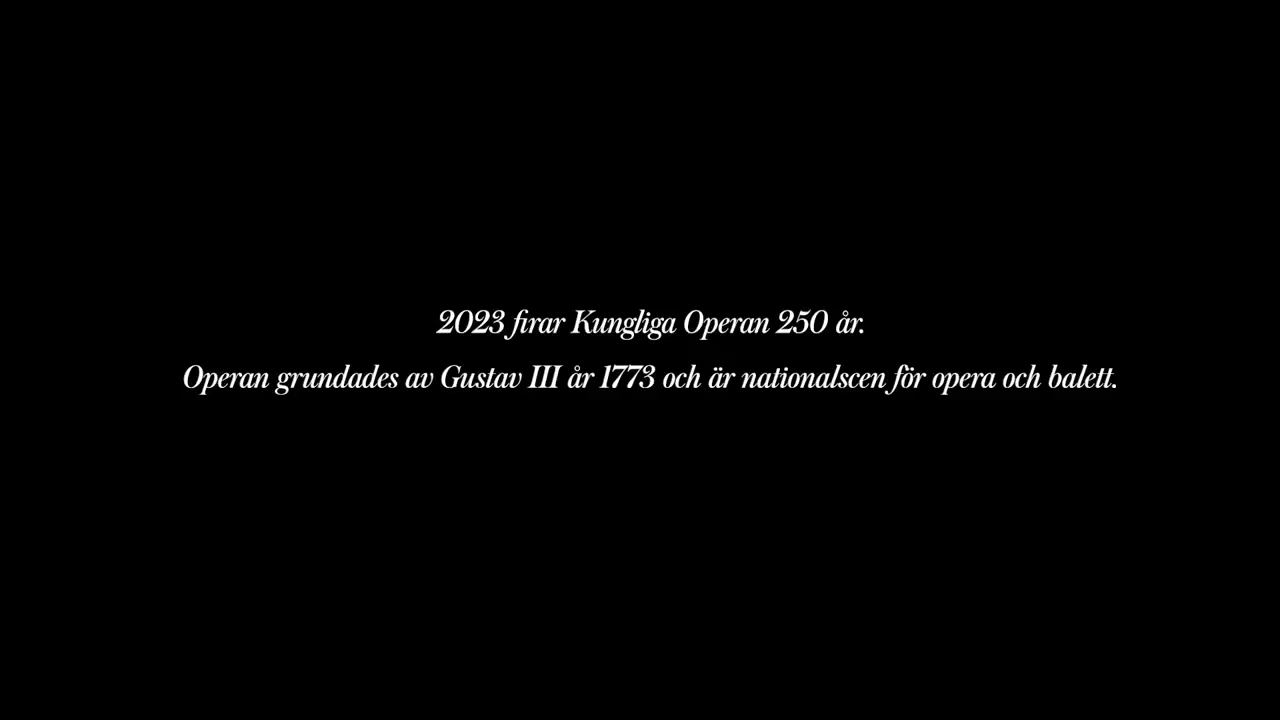 2023 firar Kungliga Operan 250 år.
Operan grundades av Gustav III år 1773 och är nationalscen för opera och balett.